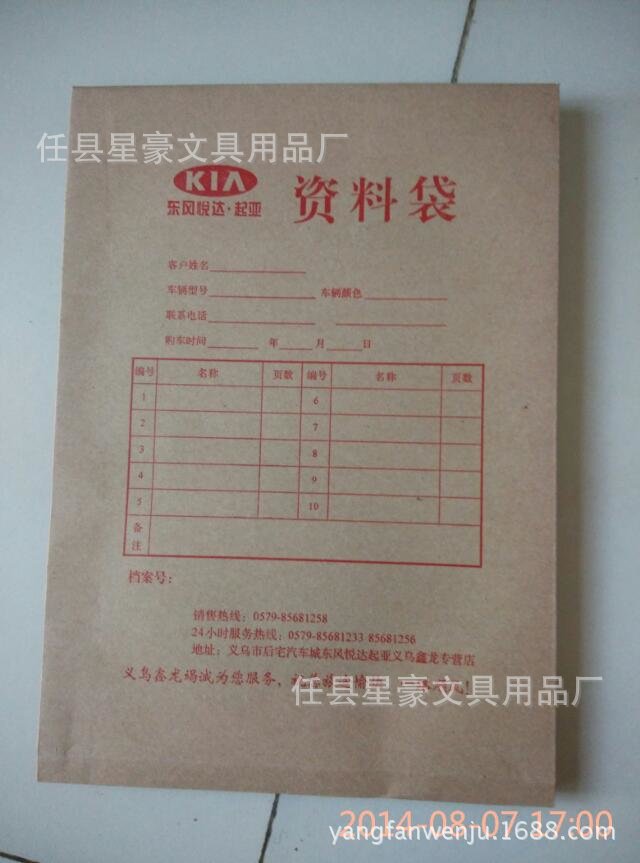 任县星豪文具用品厂
KIA
东风悦达·起亚
资料袋
客户姓名
车辆型号 车辆颜色
联系电话
购车时间 年 月 日
编号 名称 页数 编号 名称 页数
1 6
2 7
3 8
4 9
5 10
备注
档案号：
销售热线：0579-85681258
24小时服务热线：0579-85681233 85681256
地址：义乌市后宅汽车城东风悦达起亚义乌鑫龙专营店
义乌鑫龙竭诚为您服务，
任县星豪文具用品厂
2014-08-07 17:00
yangfanwenju.1688.com